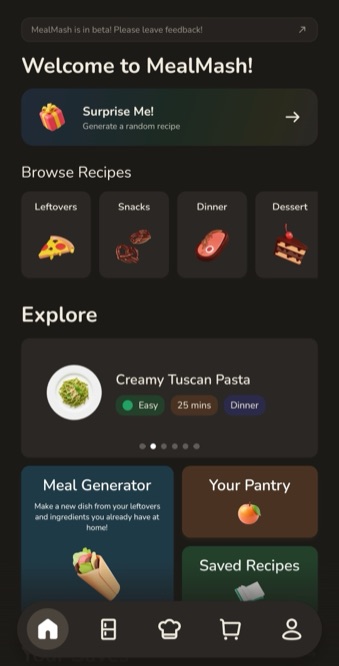 MealMash is in beta! Please leave feedback!
Welcome to MealMash!
Surprise Me!
Generate a random recipe
Browse Recipes
Leftovers
Snacks
Dinner
Dessert
Explore
Creamy Tuscan Pasta
Easy
25 mins
Dinner
Meal Generator
Make a new dish from your leftovers
and ingredients you already have at
home!
Your Pantry
Saved Recipes